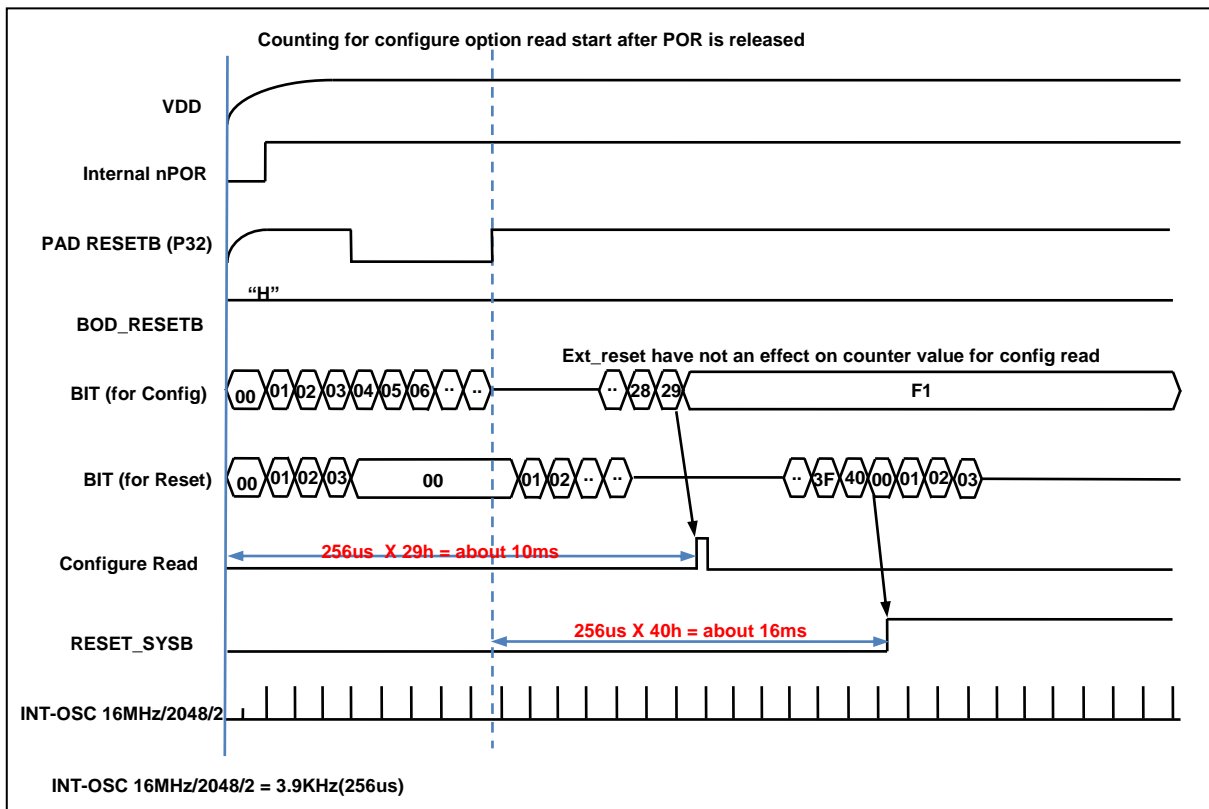 Counting for configure option read start after POR is released
VDD
Internal nPOR
PAD RESETB (P32)
“H”
BOD_RESETB
Ext_reset have not an effect on counter value for config read
BIT (for Config)
00 01 02 03 04 05 06 ·· ·· ·· 28 29 F1
BIT (for Reset)
00 01 02 03 00 01 02 ·· ·· ·· 3F 40 00 01 02 03
256us X 29h = about 10ms
Configure Read
256us X 40h = about 16ms
RESET_SYSB
INT-OSC 16MHz/2048/2
INT-OSC 16MHz/2048/2 = 3.9KHz(256us)